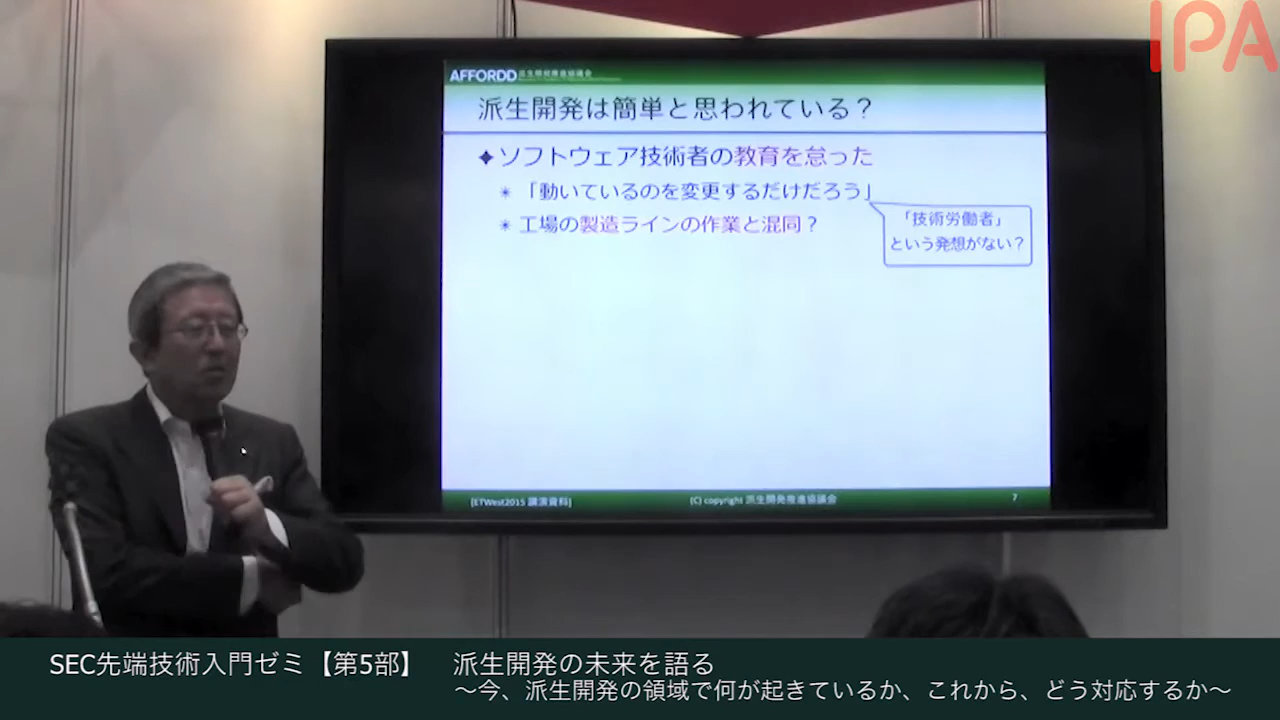 IPA
AFFORDD 派生開発推進協議会
派生開発は簡単と思われている？
ソフトウェア技術者の教育を怠った
「動いているのを変更するだけだろう」
工場の製造ラインの作業と混同？
「技術労働者」
という発想がない？
[ETWest2015 講演資料]
(C) copyright 派生開発推進協議会
7
SEC先端技術入門ゼミ【第5部】 派生開発の未来を語る
～今、派生開発の領域で何が起きているか、これから、どう対応するか～